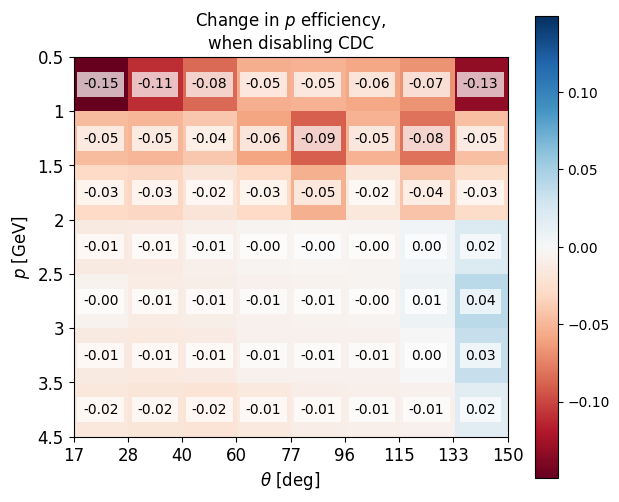 Change in p efficiency,
when disabling CDC
0.5
-0.15 -0.11 -0.08 -0.05 -0.05 -0.06 -0.07 -0.13
1
-0.05 -0.05 -0.04 -0.06 -0.09 -0.05 -0.08 -0.05
1.5
-0.03 -0.03 -0.02 -0.03 -0.05 -0.02 -0.04 -0.03
2
-0.01 -0.01 -0.01 -0.00 -0.00 -0.00 0.00 0.02
2.5
-0.00 -0.01 -0.01 -0.01 -0.01 -0.00 0.01 0.04
3
-0.01 -0.01 -0.01 -0.01 -0.01 -0.01 0.00 0.03
3.5
-0.02 -0.02 -0.02 -0.01 -0.01 -0.01 -0.01 0.02
4.5
17 28 40 60 77 96 115 133 150
θ [deg]
p [GeV]
0.10
0.05
0.00
-0.05
-0.10